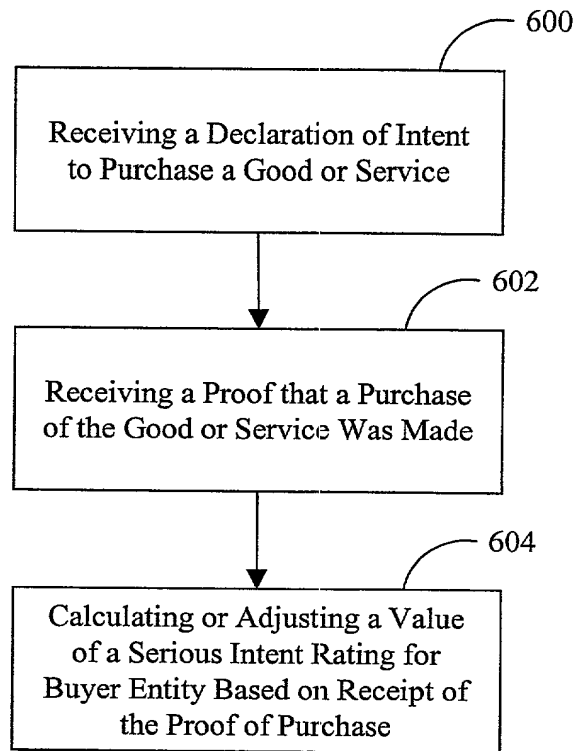 600
Receiving a Declaration of Intent
to Purchase a Good or Service
602
Receiving a Proof that a Purchase
of the Good or Service Was Made
604
Calculating or Adjusting a Value
of a Serious Intent Rating for
Buyer Entity Based on Receipt of
the Proof of Purchase